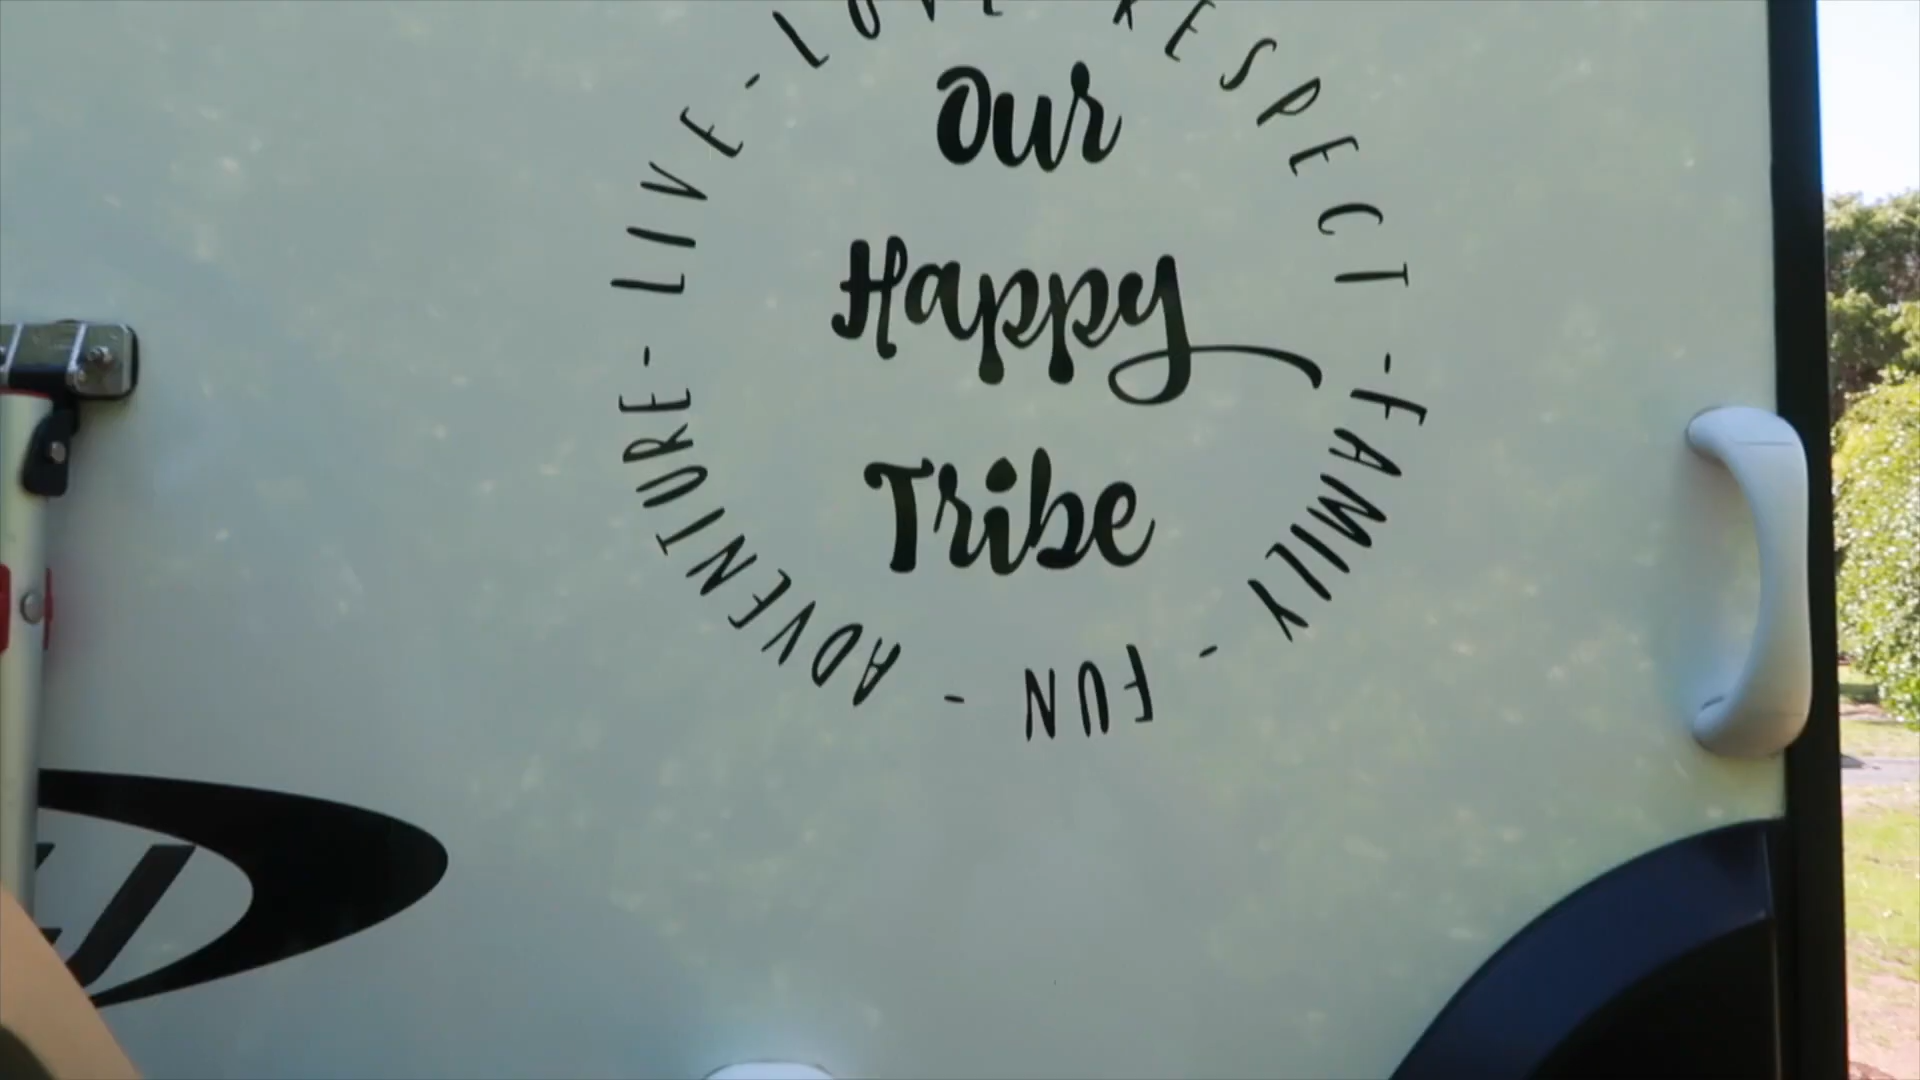 Our
Happy
Tribe
LIVE - LOVE RESPECT - FAMILY - FUN - ADVENTURE -